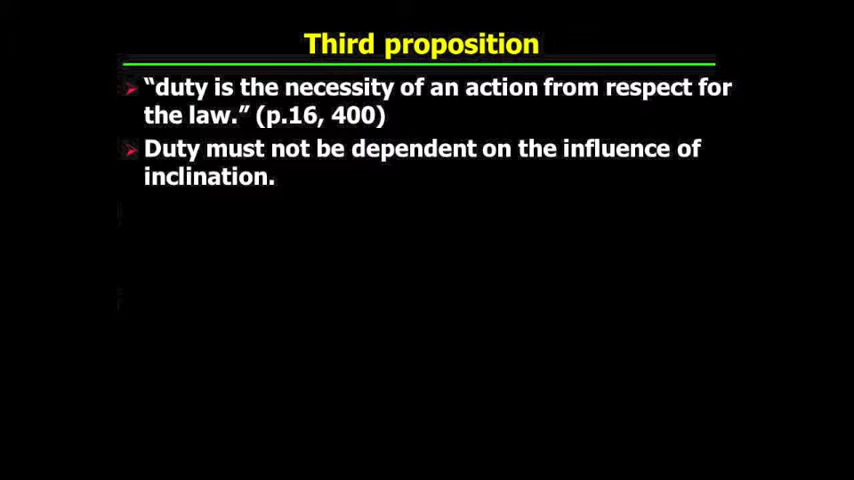 Third proposition
“duty is the necessity of an action from respect for
the law.” (p.16, 400)
Duty must not be dependent on the influence of
inclination.